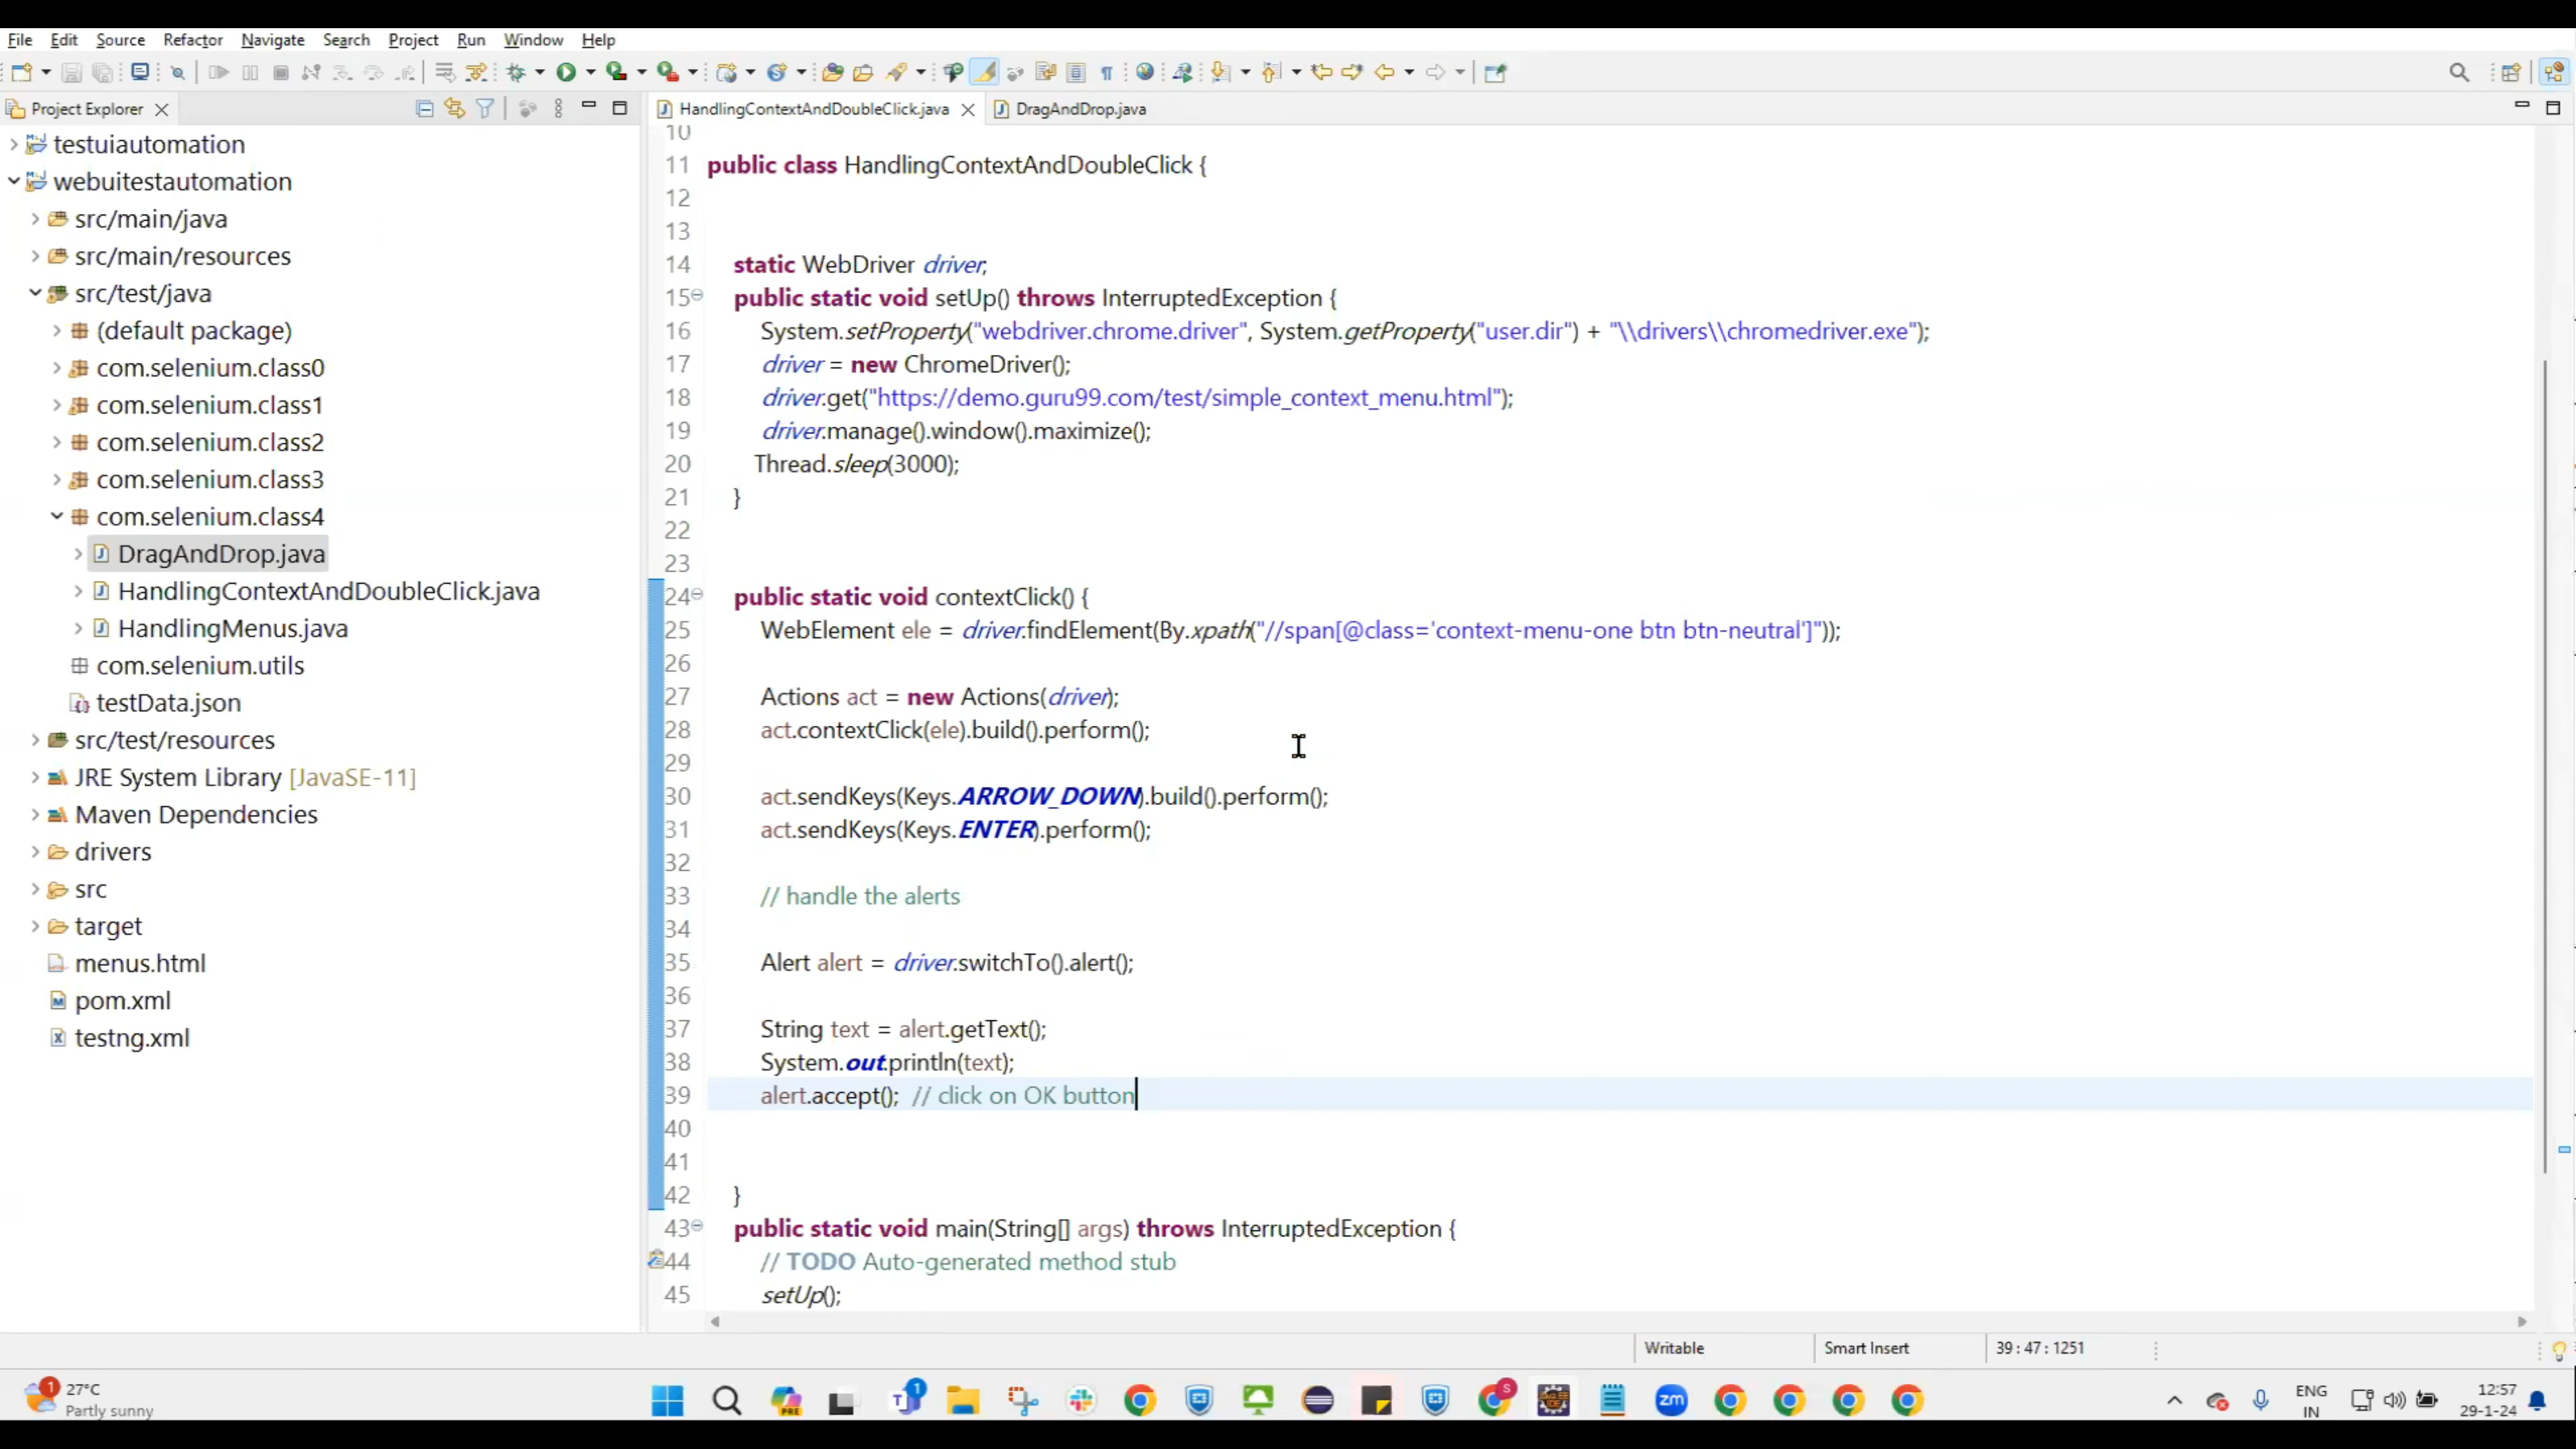 File Edit Source Refactor Navigate Search Project Run Window Help
Project Explorer
HandlingContextAndDoubleClick.java
DragAndDrop.java
testuiautomation
webuitestautomation
src/main/java
src/main/resources
src/test/java
(default package)
com.selenium.class0
com.selenium.class1
com.selenium.class2
com.selenium.class3
com.selenium.class4
DragAndDrop.java
HandlingContextAndDoubleClick.java
HandlingMenus.java
com.selenium.utils
testData.json
src/test/resources
JRE System Library [JavaSE-11]
Maven Dependencies
drivers
src
target
menus.html
pom.xml
testng.xml
10
11 public class HandlingContextAndDoubleClick {
12
13
14 static WebDriver driver;
15 public static void setUp() throws InterruptedException {
16 System.setProperty("webdriver.chrome.driver", System.getProperty("user.dir") + "\\drivers\\chromedriver.exe");
17 driver = new ChromeDriver();
18 driver.get("https://demo.guru99.com/test/simple_context_menu.html");
19 driver.manage().window().maximize();
20 Thread.sleep(3000);
21 }
22
23
24 public static void contextClick() {
25 WebElement ele = driver.findElement(By.xpath("//span[@class='context-menu-one btn btn-neutral']"));
26
27 Actions act = new Actions(driver);
28 act.contextClick(ele).build().perform();
29
30 act.sendKeys(Keys.ARROW_DOWN).build().perform();
31 act.sendKeys(Keys.ENTER).perform();
32
33 // handle the alerts
34
35 Alert alert = driver.switchTo().alert();
36
37 String text = alert.getText();
38 System.out.println(text);
39 alert.accept(); // click on OK button
40
41
42 }
43 public static void main(String[] args) throws InterruptedException {
44 // TODO Auto-generated method stub
45 setUp();
Writable
Smart Insert
39 : 47 : 1251
1
27°C
Partly sunny
PRE
1
S
zm
ENG
IN
12:57
29-1-24